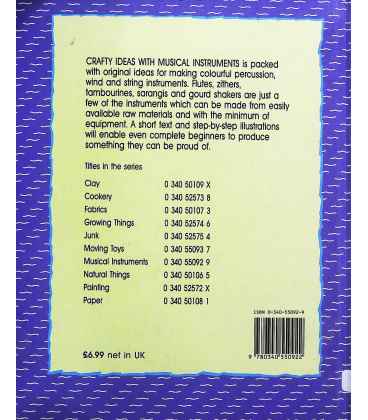 CRAFTY IDEAS WITH MUSICAL INSTRUMENTS is packed
with original ideas for making colourful percussion,
wind and string instruments. Flutes, zithers,
tambourines, sarangis and gourd shakers are just a
few of the instruments which can be made from easily
available raw materials and with the minimum of
equipment. A short text and step-by-step illustrations
will enable even complete beginners to produce
something they can be proud of.
Titles in the series
Clay 0 340 50109 X
Cookery 0 340 52573 8
Fabrics 0 340 50107 3
Growing Things 0 340 52574 6
Junk 0 340 52575 4
Moving Toys 0 340 55093 7
Musical Instruments 0 340 55092 9
Natural Things 0 340 50106 5
Painting 0 340 52572 X
Paper 0 340 50108 1
ISBN 0-340-55092-9
9 780340 550922
£6.99 net in UK